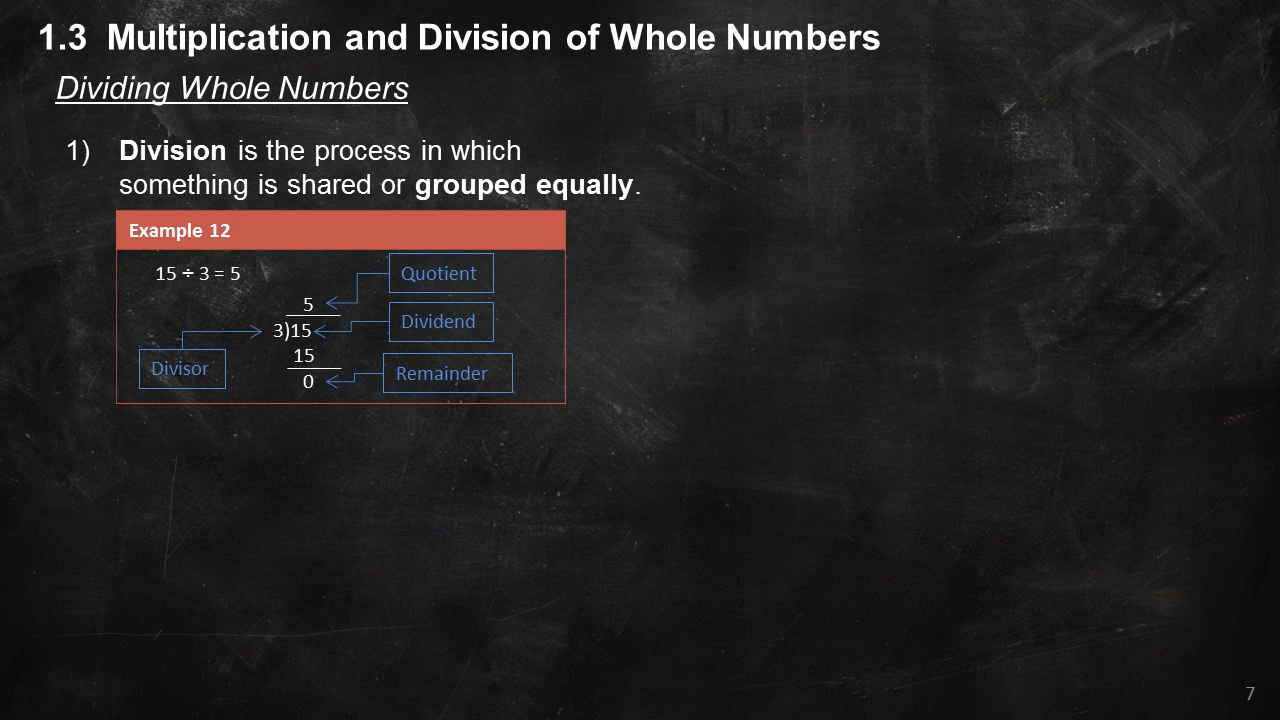 1.3 Multiplication and Division of Whole Numbers
Dividing Whole Numbers
1) Division is the process in which
something is shared or grouped equally.
Example 12
15 ÷ 3 = 5
Quotient
5
Dividend
3)15
Divisor
15
Remainder
0
7